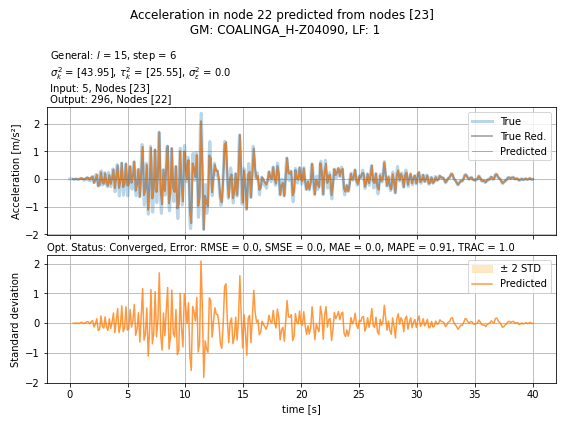 Acceleration in node 22 predicted from nodes [23]
GM: COALINGA_H-Z04090, LF: 1
General: l = 15, step = 6
σ²ₖ = [43.95], τ²ₖ = [25.55], σ²ε = 0.0
Input: 5, Nodes [23]
Output: 296, Nodes [22]
Acceleration [m/s²]
2
1
0
−1
−2
True
True Red.
Predicted
Opt. Status: Converged, Error: RMSE = 0.0, SMSE = 0.0, MAE = 0.0, MAPE = 0.91, TRAC = 1.0
Standard deviation
2
1
0
−1
−2
± 2 STD
Predicted
0 5 10 15 20 25 30 35 40
time [s]